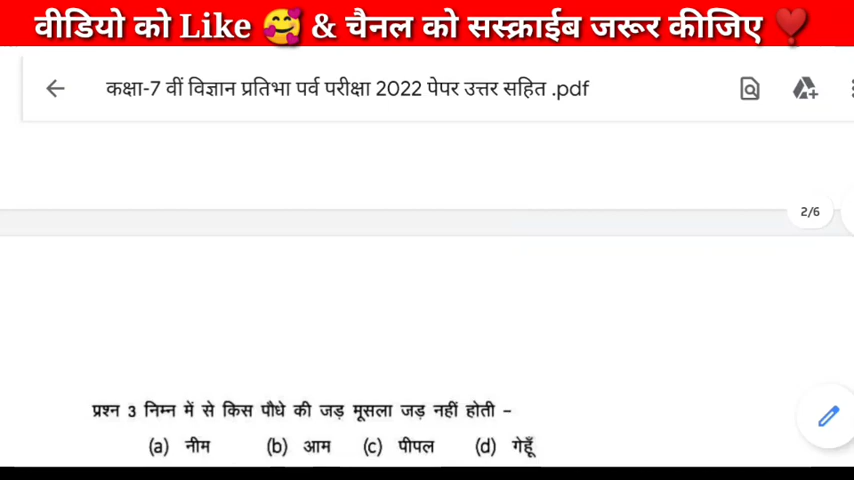 वीडियो को Like 🥰 & चैनल को सस्क्राईब जरूर कीजिए ❣️
कक्षा-7 वीं विज्ञान प्रतिभा पर्व परीक्षा 2022 पेपर उत्तर सहित .pdf
2/6
प्रश्न 3 निम्न में से किस पौधे की जड़ मूसला जड़ नहीं होती –
(a) नीम (b) आम (c) पीपल (d) गेहूँ